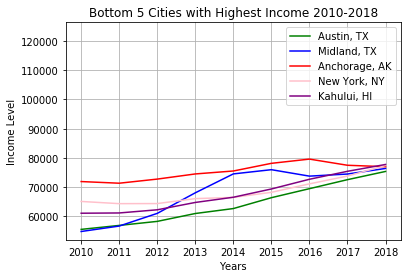 Bottom 5 Cities with Highest Income 2010-2018
Austin, TX
Midland, TX
Anchorage, AK
New York, NY
Kahului, HI
120000
110000
100000
90000
80000
70000
60000
Income Level
2010 2011 2012 2013 2014 2015 2016 2017 2018
Years